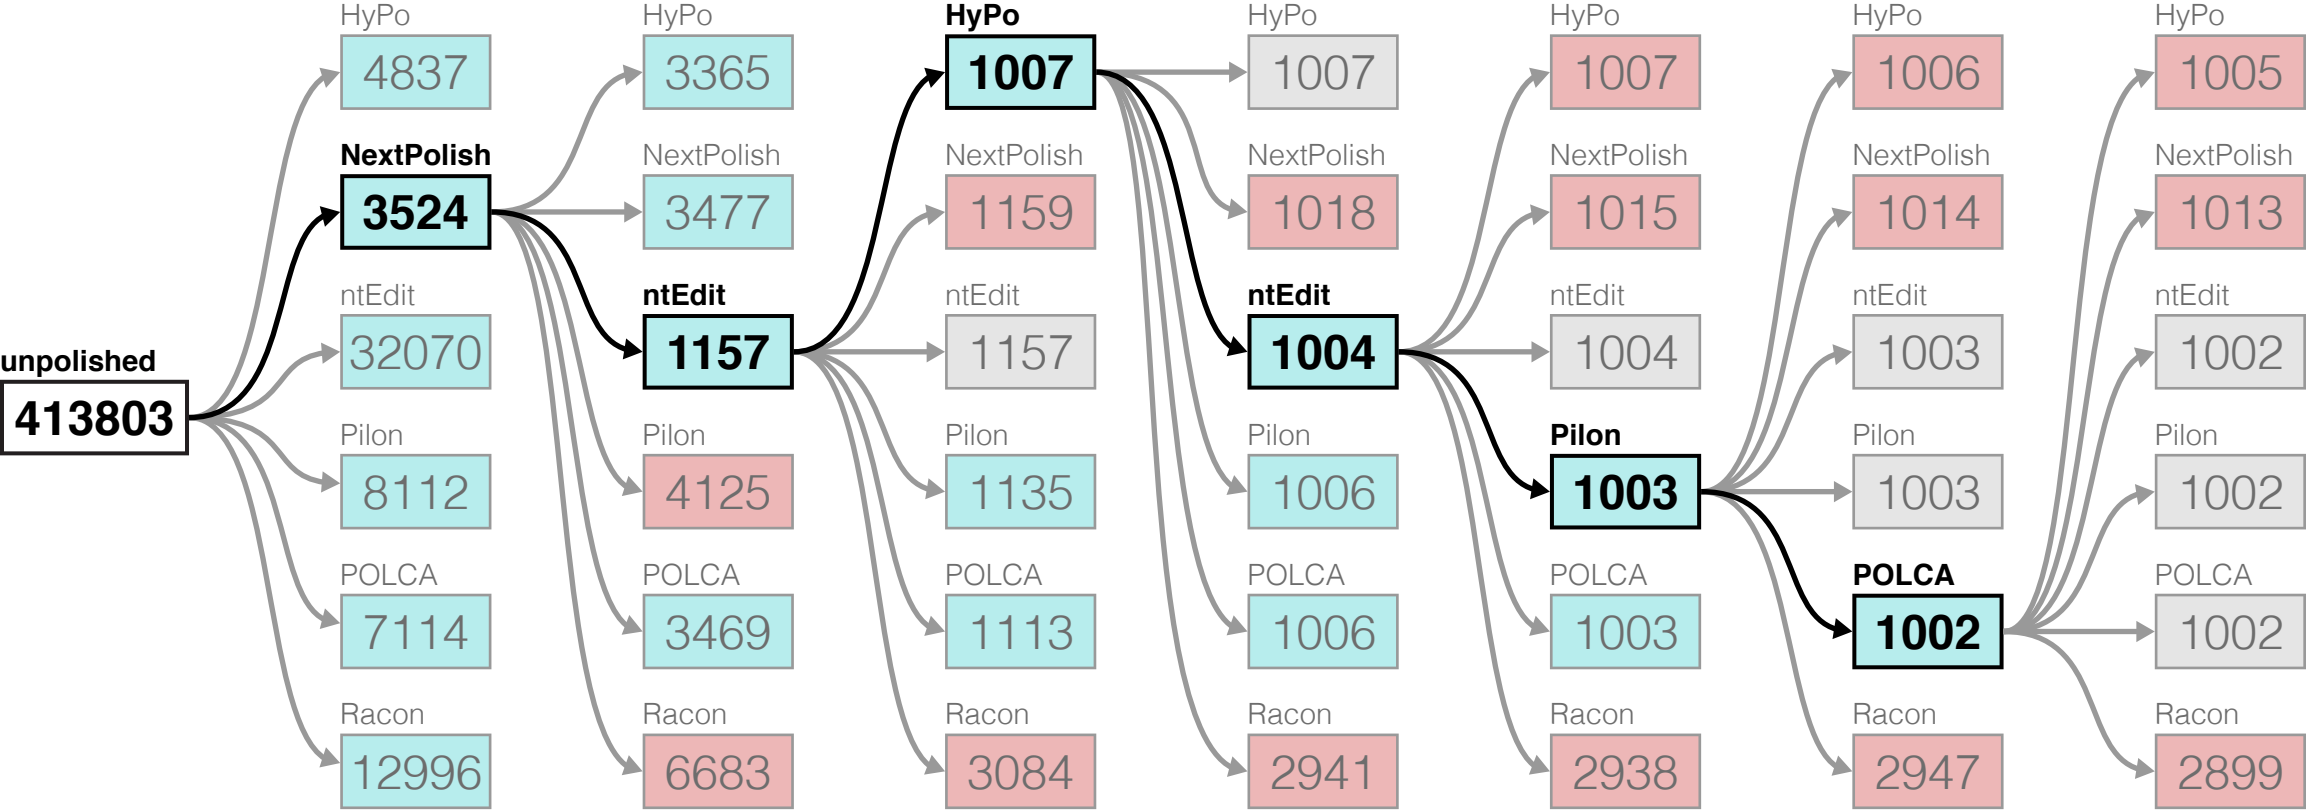 HyPo HyPo HyPo HyPo HyPo HyPo HyPo
4837 3365 1007 1007 1007 1006 1005
NextPolish NextPolish NextPolish NextPolish NextPolish NextPolish NextPolish
3524 3477 1159 1018 1015 1014 1013
ntEdit ntEdit ntEdit ntEdit ntEdit ntEdit ntEdit
32070 1157 1157 1004 1004 1003 1002
unpolished
413803
Pilon Pilon Pilon Pilon Pilon Pilon Pilon
8112 4125 1135 1006 1003 1003 1002
POLCA POLCA POLCA POLCA POLCA POLCA POLCA
7114 3469 1113 1006 1003 1002 1002
Racon Racon Racon Racon Racon Racon Racon
12996 6683 3084 2941 2938 2947 2899